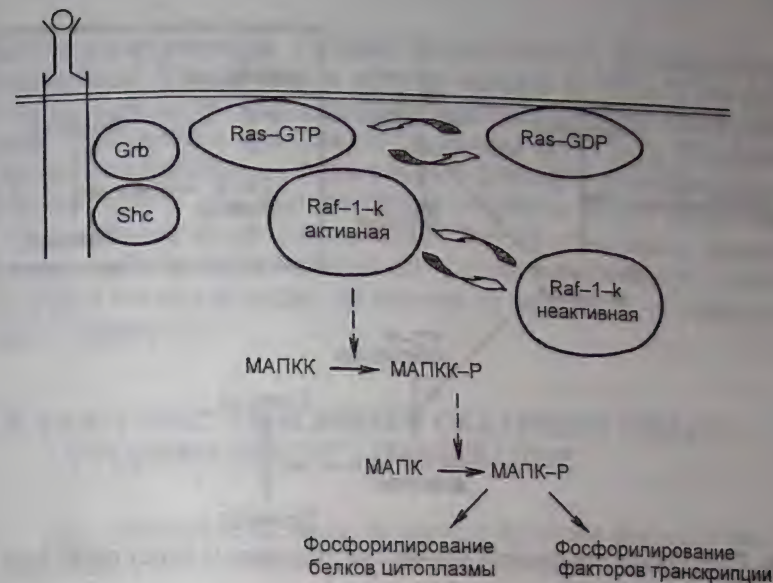 Grb
Shc
Ras–GTP
Ras–GDP
Raf–1–k
активная
Raf–1–k
неактивная
МАПКК
МАПКК–Р
МАПК
МАПК–Р
Фосфорилирование
белков цитоплазмы
Фосфорилирование
факторов транскрипции